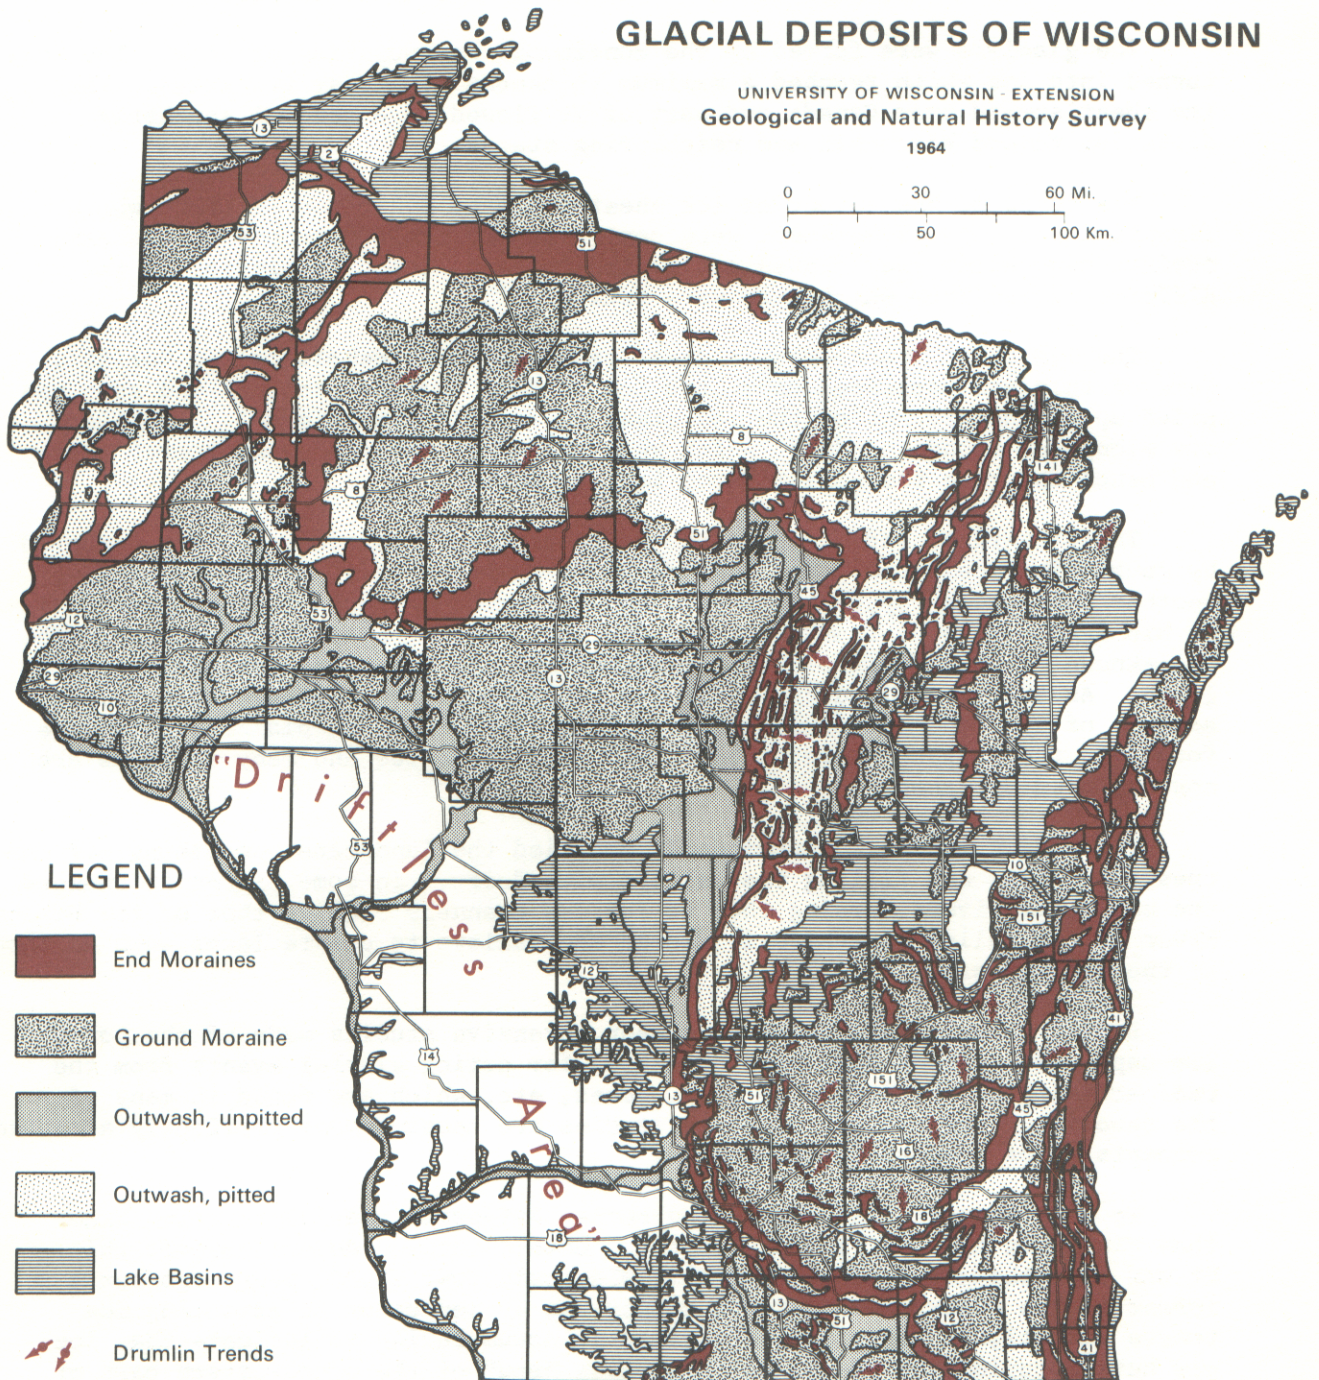 GLACIAL DEPOSITS OF WISCONSIN
UNIVERSITY OF WISCONSIN - EXTENSION
Geological and Natural History Survey
1964
0 30 60 Mi.
0 50 100 Km.
13
2
53
51
13
8
141
8
51
45
53
12
29
29
13
29
10
"Driftless
53
10
151
12
41
14
151
13
51
45
16
Area"
18
18
13
51
12
41
LEGEND
End Moraines
Ground Moraine
Outwash, unpitted
Outwash, pitted
Lake Basins
Drumlin Trends